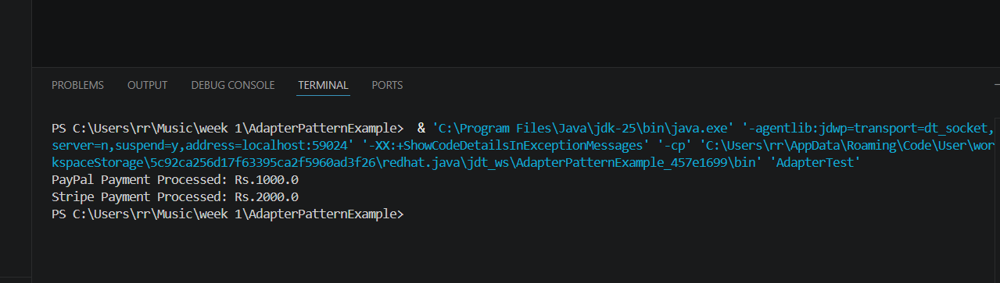 PROBLEMS OUTPUT DEBUG CONSOLE TERMINAL PORTS
PS C:\Users\rr\Music\week 1\AdapterPatternExample>  & 'C:\Program Files\Java\jdk-25\bin\java.exe' '-agentlib:jdwp=transport=dt_socket,
server=n,suspend=y,address=localhost:59024' '-XX:+ShowCodeDetailsInExceptionMessages' '-cp' 'C:\Users\rr\AppData\Roaming\Code\User\wor
kspaceStorage\5c92ca256d17f63395ca2f5960ad3f26\redhat.java\jdt_ws\AdapterPatternExample_457e1699\bin' 'AdapterTest'
PayPal Payment Processed: Rs.1000.0
Stripe Payment Processed: Rs.2000.0
PS C:\Users\rr\Music\week 1\AdapterPatternExample>